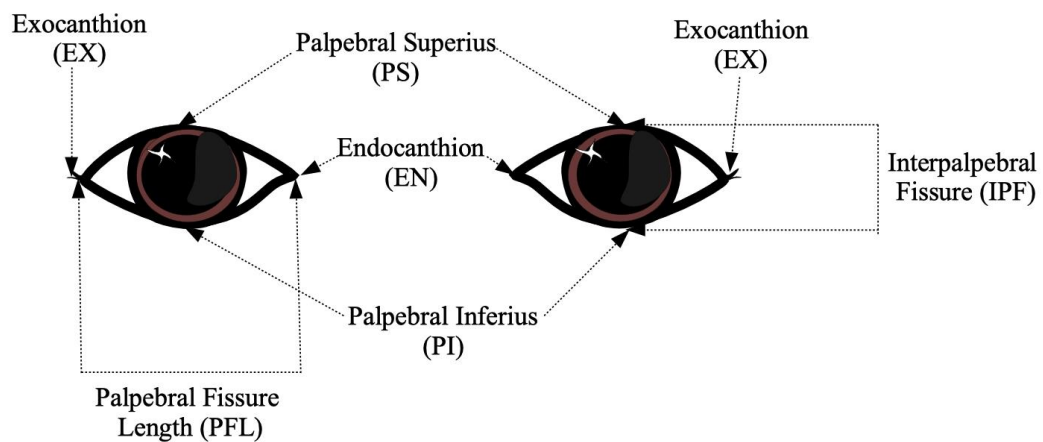 Exocanthion
(EX)
Palpebral Superius
(PS)
Exocanthion
(EX)
Endocanthion
(EN)
Interpalpebral
Fissure (IPF)
Palpebral Inferius
(PI)
Palpebral Fissure
Length (PFL)